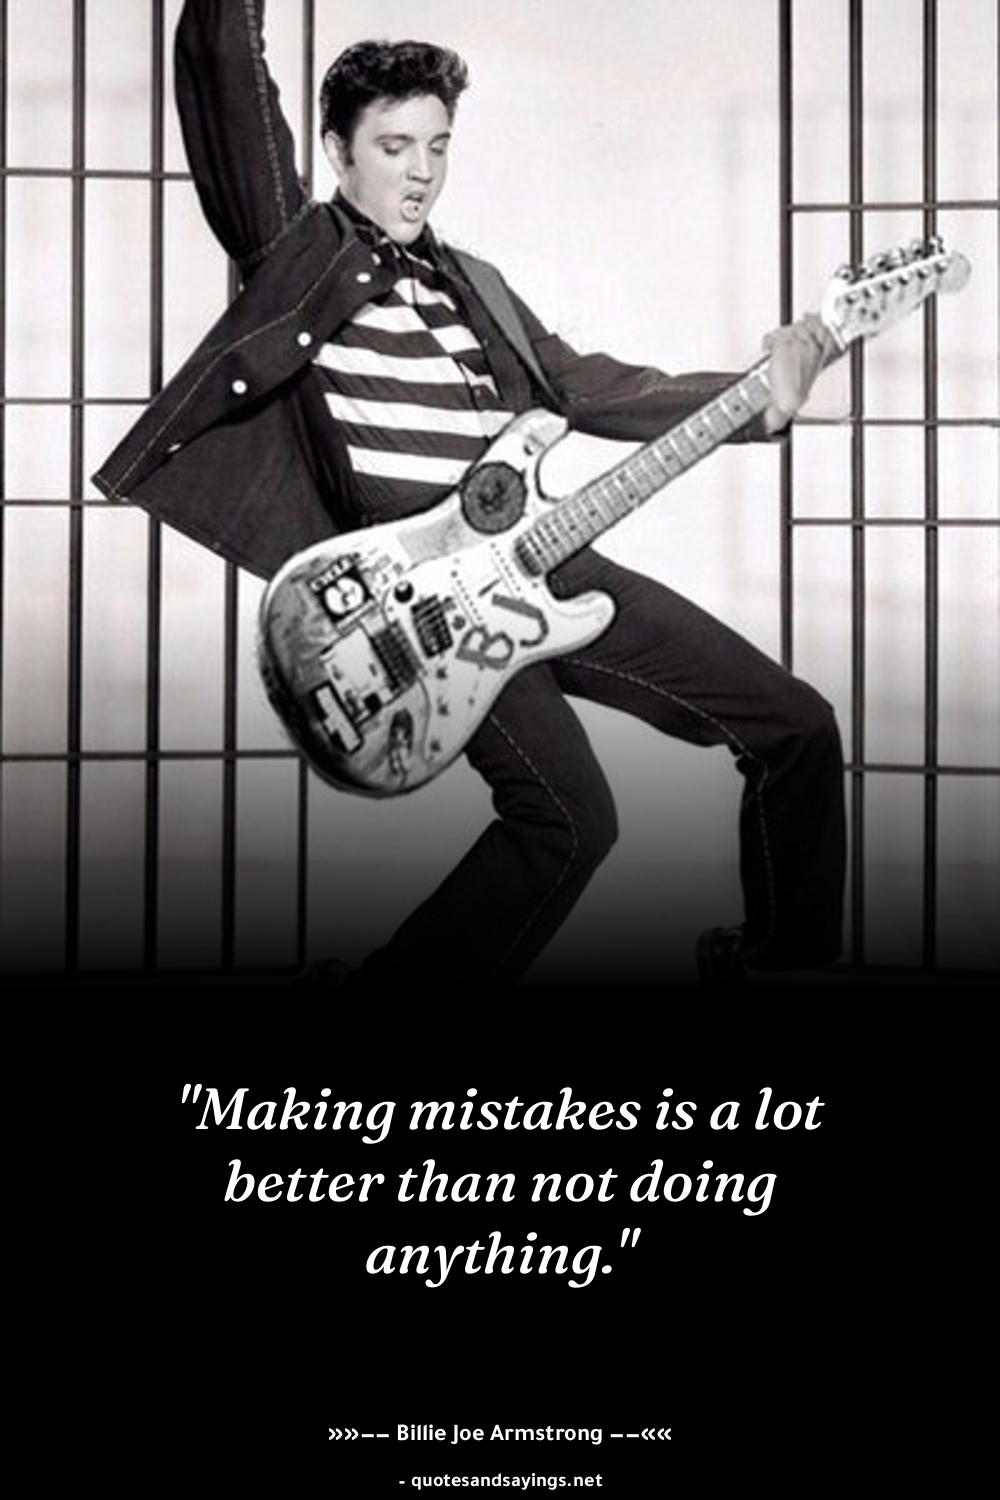 BJ
"Making mistakes is a lot
better than not doing
anything."
»»–– Billie Joe Armstrong ––««
- quotesandsayings.net